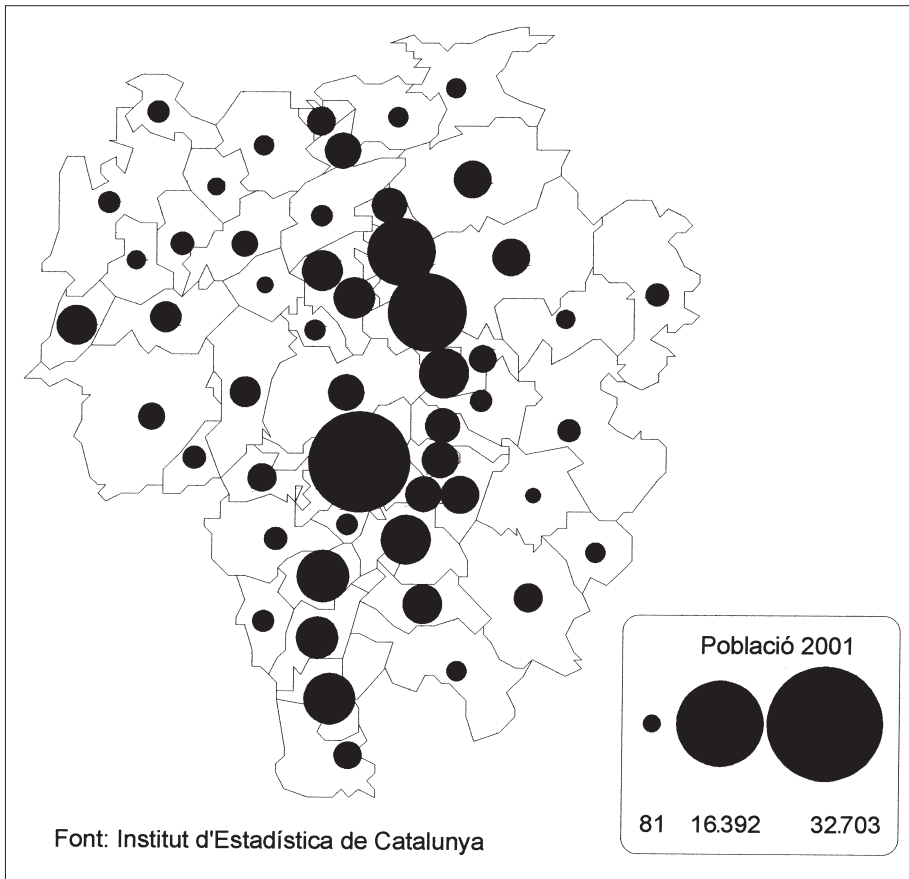 Població 2001
81 16.392 32.703
Font: Institut d'Estadística de Catalunya